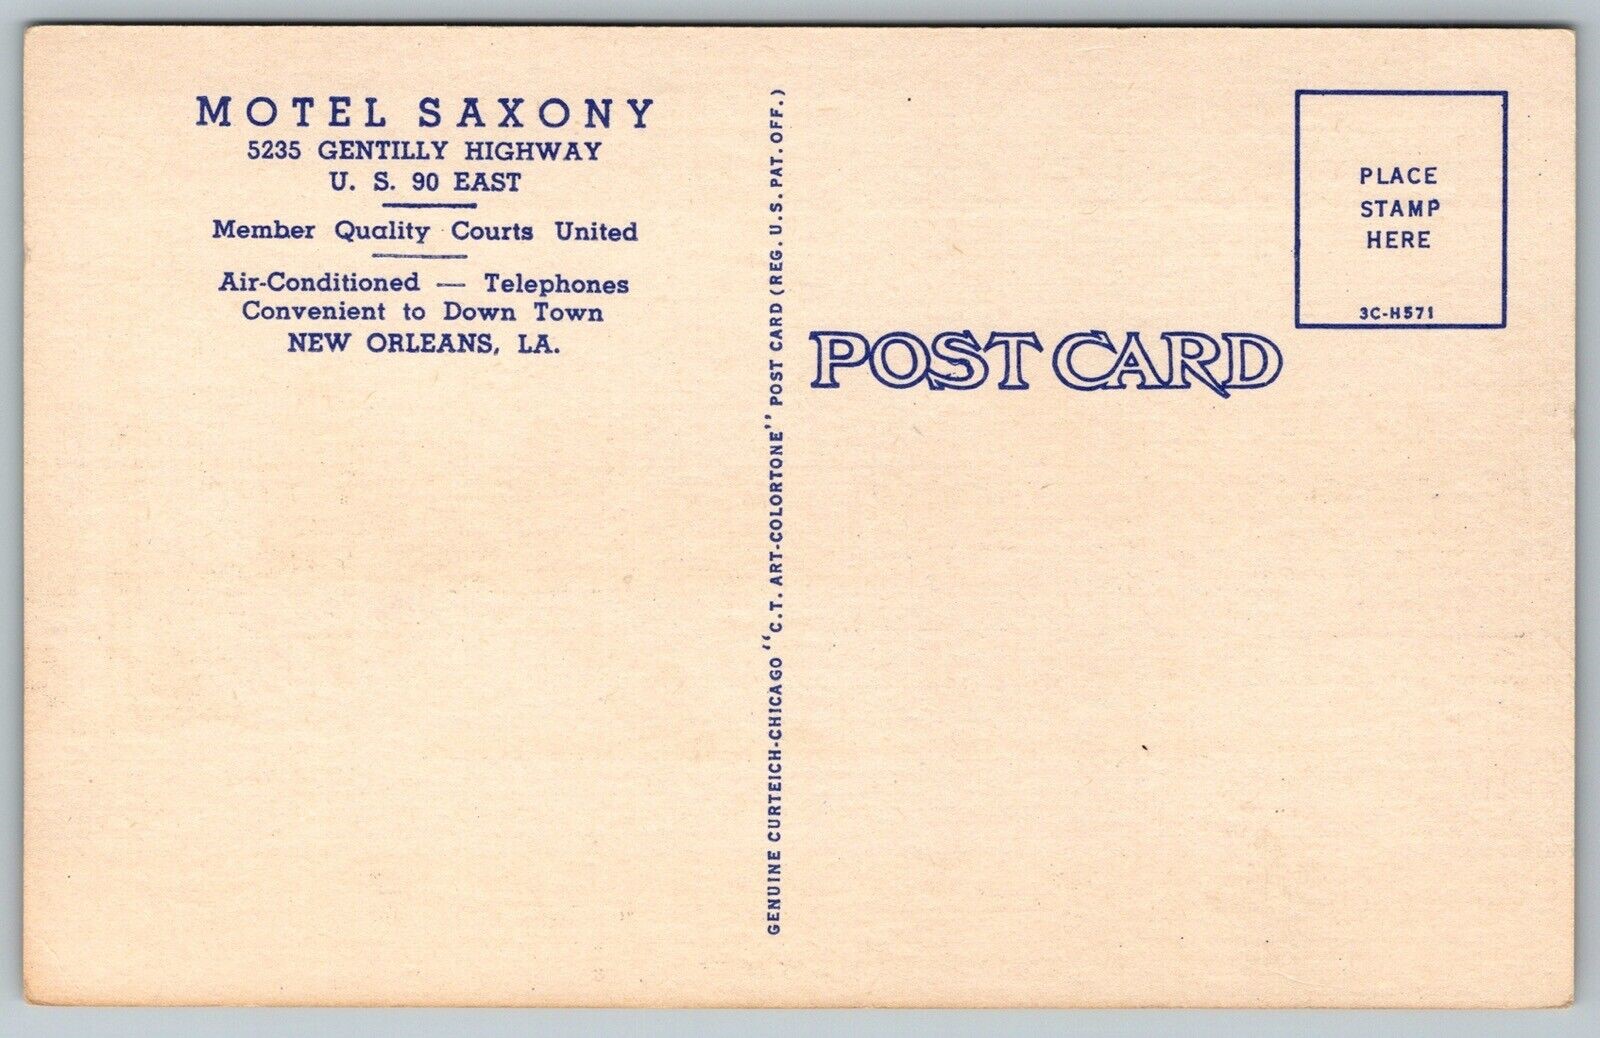 MOTEL SAXONY
5235 GENTILLY HIGHWAY
U. S. 90 EAST
Member Quality Courts United
Air-Conditioned — Telephones
Convenient to Down Town
NEW ORLEANS, LA.
GENUINE CURTEICH-CHICAGO "C.T. ART-COLORTONE" POST CARD (REG. U.S. PAT. OFF.)
PLACE
STAMP
HERE
3C-H571
POST CARD